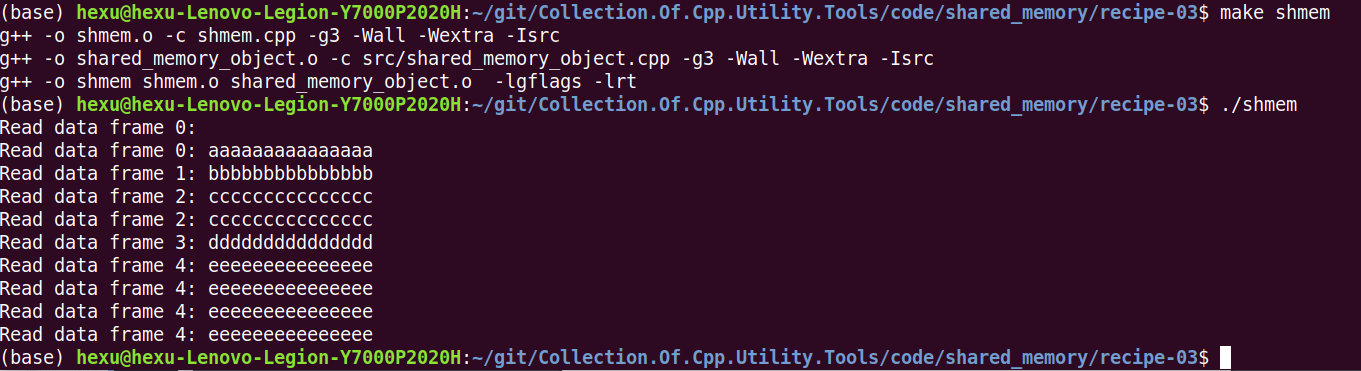 (base) hexu@hexu-Lenovo-Legion-Y7000P2020H:~/git/Collection.Of.Cpp.Utility.Tools/code/shared_memory/recipe-03$ make shmem
g++ -o shmem.o -c shmem.cpp -g3 -Wall -Wextra -Isrc
g++ -o shared_memory_object.o -c src/shared_memory_object.cpp -g3 -Wall -Wextra -Isrc
g++ -o shmem shmem.o shared_memory_object.o  -lgflags -lrt
(base) hexu@hexu-Lenovo-Legion-Y7000P2020H:~/git/Collection.Of.Cpp.Utility.Tools/code/shared_memory/recipe-03$ ./shmem
Read data frame 0:
Read data frame 0: aaaaaaaaaaaaaaa
Read data frame 1: bbbbbbbbbbbbbbb
Read data frame 2: ccccccccccccccc
Read data frame 2: ccccccccccccccc
Read data frame 3: ddddddddddddddd
Read data frame 4: eeeeeeeeeeeeeee
Read data frame 4: eeeeeeeeeeeeeee
Read data frame 4: eeeeeeeeeeeeeee
Read data frame 4: eeeeeeeeeeeeeee
(base) hexu@hexu-Lenovo-Legion-Y7000P2020H:~/git/Collection.Of.Cpp.Utility.Tools/code/shared_memory/recipe-03$